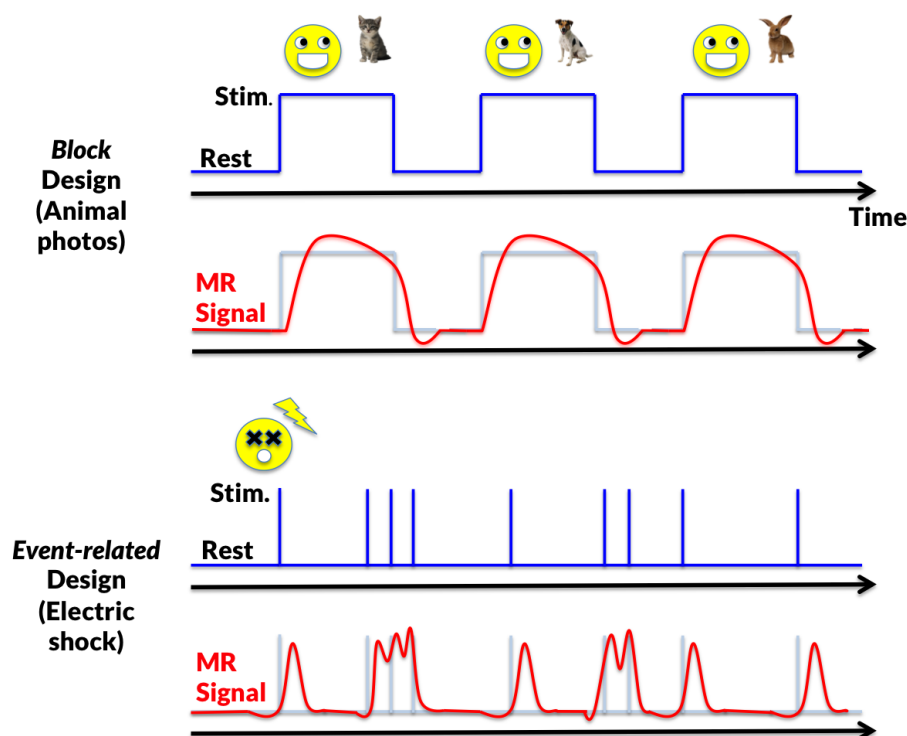 Stim.
Rest
Block
Design
(Animal
photos)
Time
MR
Signal
Stim.
Rest
Event-related
Design
(Electric
shock)
MR
Signal